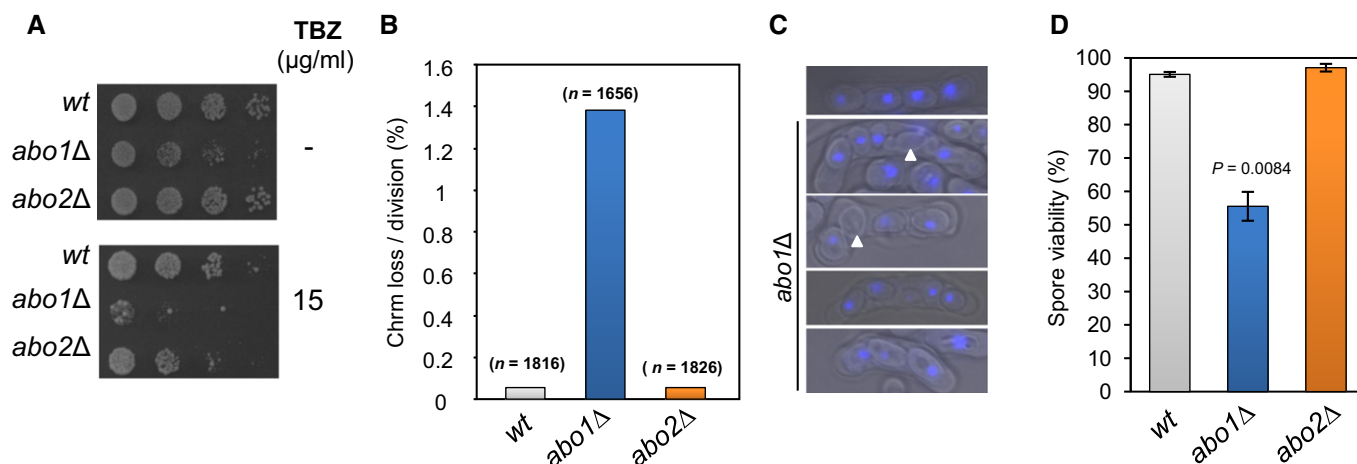 A
TBZ
(µg/ml)
wt
abo1Δ
abo2Δ
-
wt
abo1Δ
abo2Δ
15
B
Chrm loss / division (%)
1.6
1.4
1.2
1
0.8
0.6
0.4
0.2
0
(n = 1816)
(n = 1656)
( n = 1826)
wt
abo1Δ
abo2Δ
C
abo1Δ
D
Spore viability (%)
100
90
80
70
60
50
40
30
20
10
0
P = 0.0084
wt
abo1Δ
abo2Δ